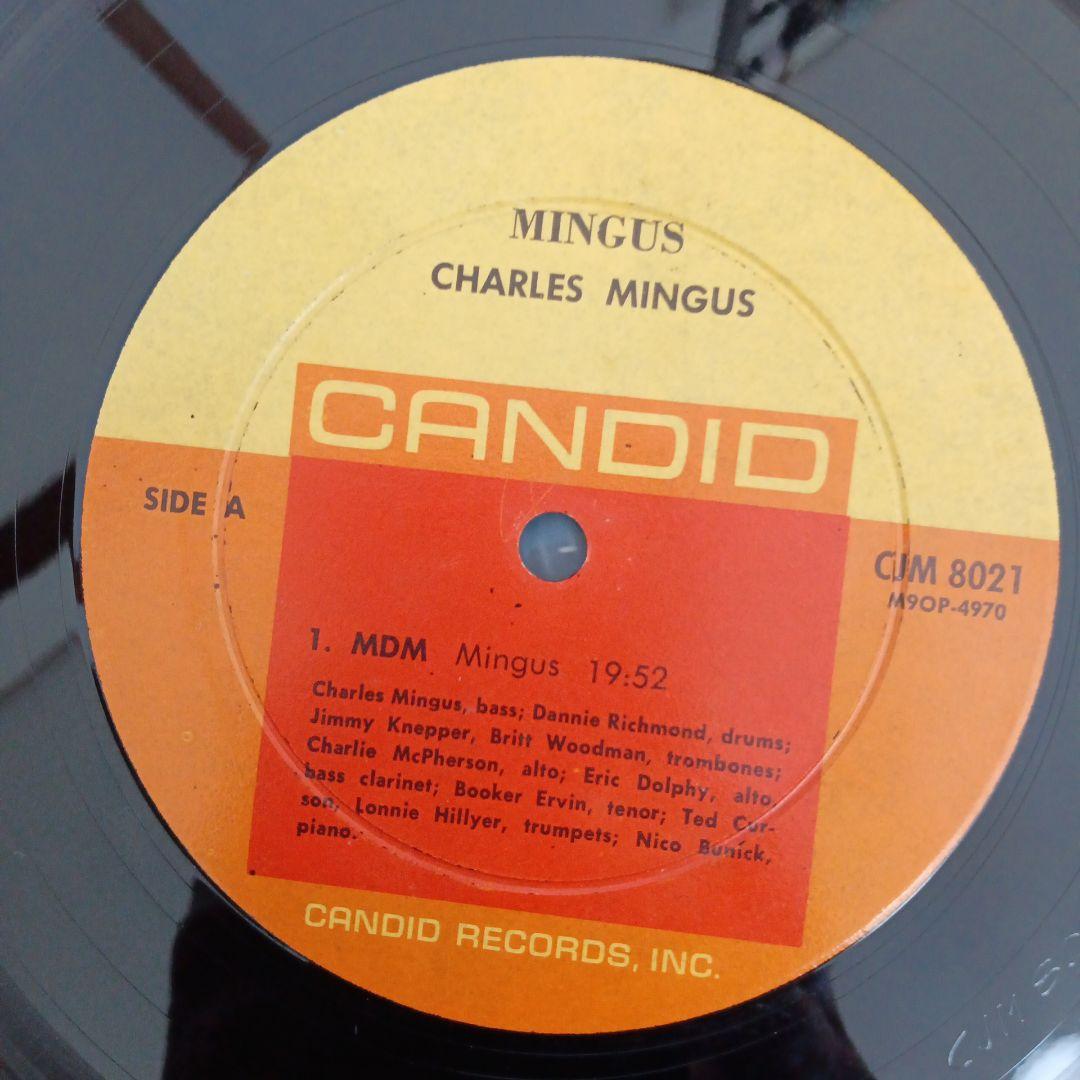 MINGUS
CHARLES MINGUS
CANDID
SIDE A
CJM 8021
M9OP-4970
1. MDM Mingus 19:52
Charles Mingus, bass; Dannie Richmond, drums;
Jimmy Knepper, Britt Woodman, trombones;
Charlie McPherson, alto; Eric Dolphy, alto,
bass clarinet; Booker Ervin, tenor; Ted Cur-
son, Lonnie Hillyer, trumpets; Nico Bunick,
piano.
CANDID RECORDS, INC.
CJM